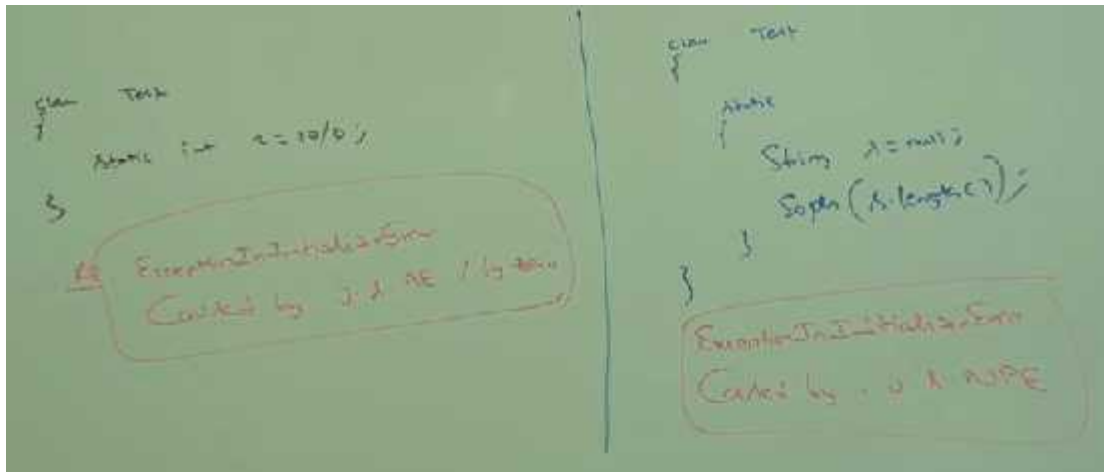 class Test
{
static int x=10/0;
}
RE ExceptionInInitializerError
Caused by j.l AE / by zero
class Test
{
static
{
String s=null;
Sopln(s.length());
}
}
ExceptionInInitializerError
Caused by . j l NPE